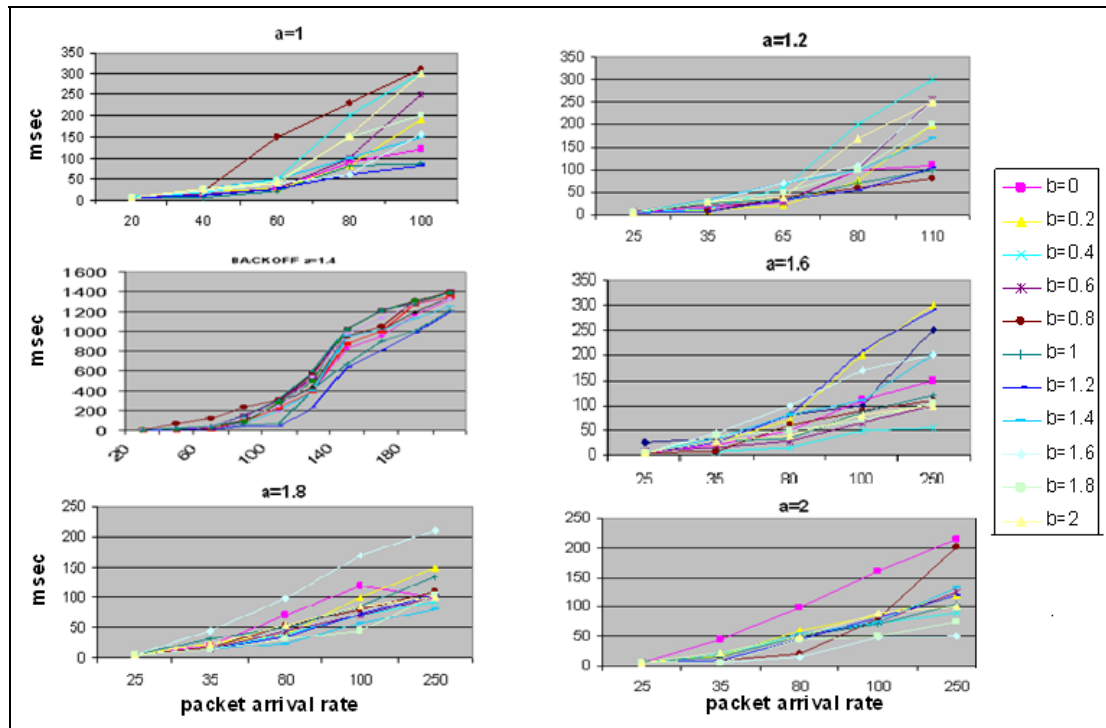 a=1
350
300
250
200
150
100
50
0
msec
20 40 60 80 100
a=1.2
350
300
250
200
150
100
50
0
25 35 65 80 110
BACKOFF a=1.4
1600
1400
1200
1000
800
600
400
200
0
msec
20 60 100 140 180
a=1.6
350
300
250
200
150
100
50
0
25 35 80 100 250
a=1.8
250
200
150
100
50
0
msec
25 35 80 100 250
packet arrival rate
a=2
250
200
150
100
50
0
25 35 80 100 250
packet arrival rate
b=0
b=0.2
b=0.4
b=0.6
b=0.8
b=1
b=1.2
b=1.4
b=1.6
b=1.8
b=2